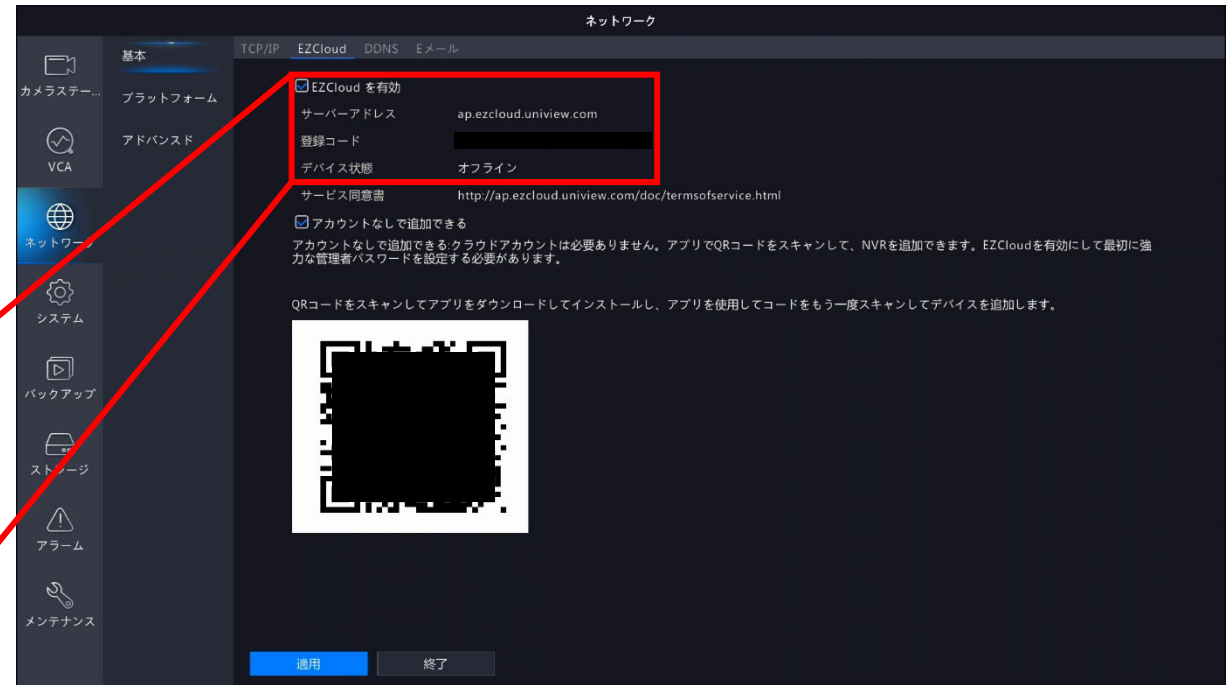 ネットワーク
カメラステー...
VCA
ネットワーク
システム
バックアップ
ストレージ
アラーム
メンテナンス
基本
プラットフォーム
アドバンスド
TCP/IP EZCloud DDNS Eメール
EZCloud を有効
サーバーアドレス ap.ezcloud.uniview.com
登録コード
デバイス状態 オフライン
サービス同意書 http://ap.ezcloud.uniview.com/doc/termsofservice.html
アカウントなしで追加できる
アカウントなしで追加できる:クラウドアカウントは必要ありません。アプリでQRコードをスキャンして、NVRを追加できます。EZCloudを有効にして最初に強
力な管理者パスワードを設定する必要があります。
QRコードをスキャンしてアプリをダウンロードしてインストールし、アプリを使用してコードをもう一度スキャンしてデバイスを追加します。
適用 終了